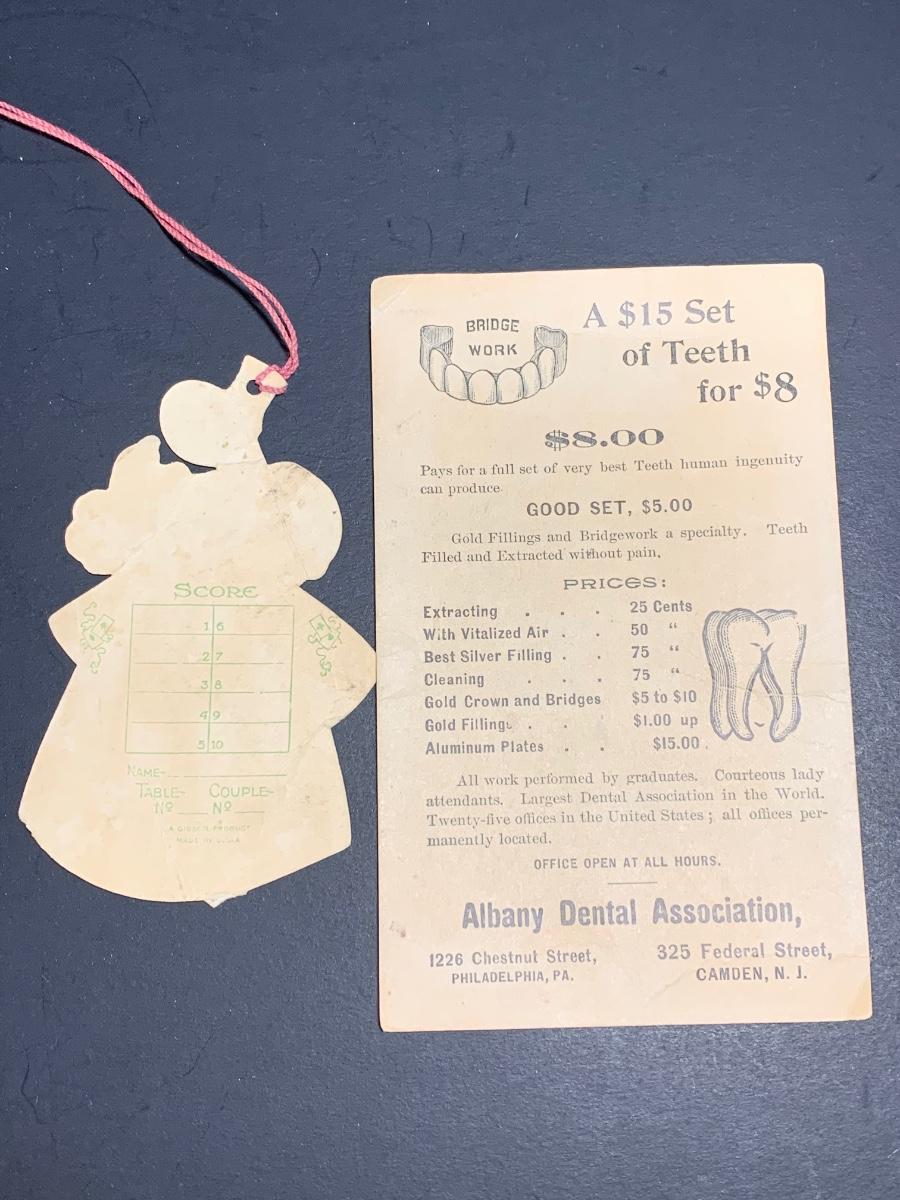 SCORE
1 6
2 7
3 8
4 9
5 10
NAME-
TABLE- COUPLE-
No No
A GIBSON PRODUCT
MADE IN U.S.A
BRIDGE
WORK
A $15 Set
of Teeth
for $8
$8.00
Pays for a full set of very best Teeth human ingenuity
can produce.
GOOD SET, $5.00
Gold Fillings and Bridgework a specialty. Teeth
Filled and Extracted without pain.
PRICES:
Extracting . . . 25 Cents
With Vitalized Air . . 50 "
Best Silver Filling . . 75 "
Cleaning . . . 75 "
Gold Crown and Bridges $5 to $10
Gold Fillings . . $1.00 up
Aluminum Plates . . $15.00.
All work performed by graduates. Courteous lady
attendants. Largest Dental Association in the World.
Twenty-five offices in the United States; all offices per-
manently located.
OFFICE OPEN AT ALL HOURS.
Albany Dental Association,
1226 Chestnut Street,
PHILADELPHIA, PA.
325 Federal Street,
CAMDEN, N. J.